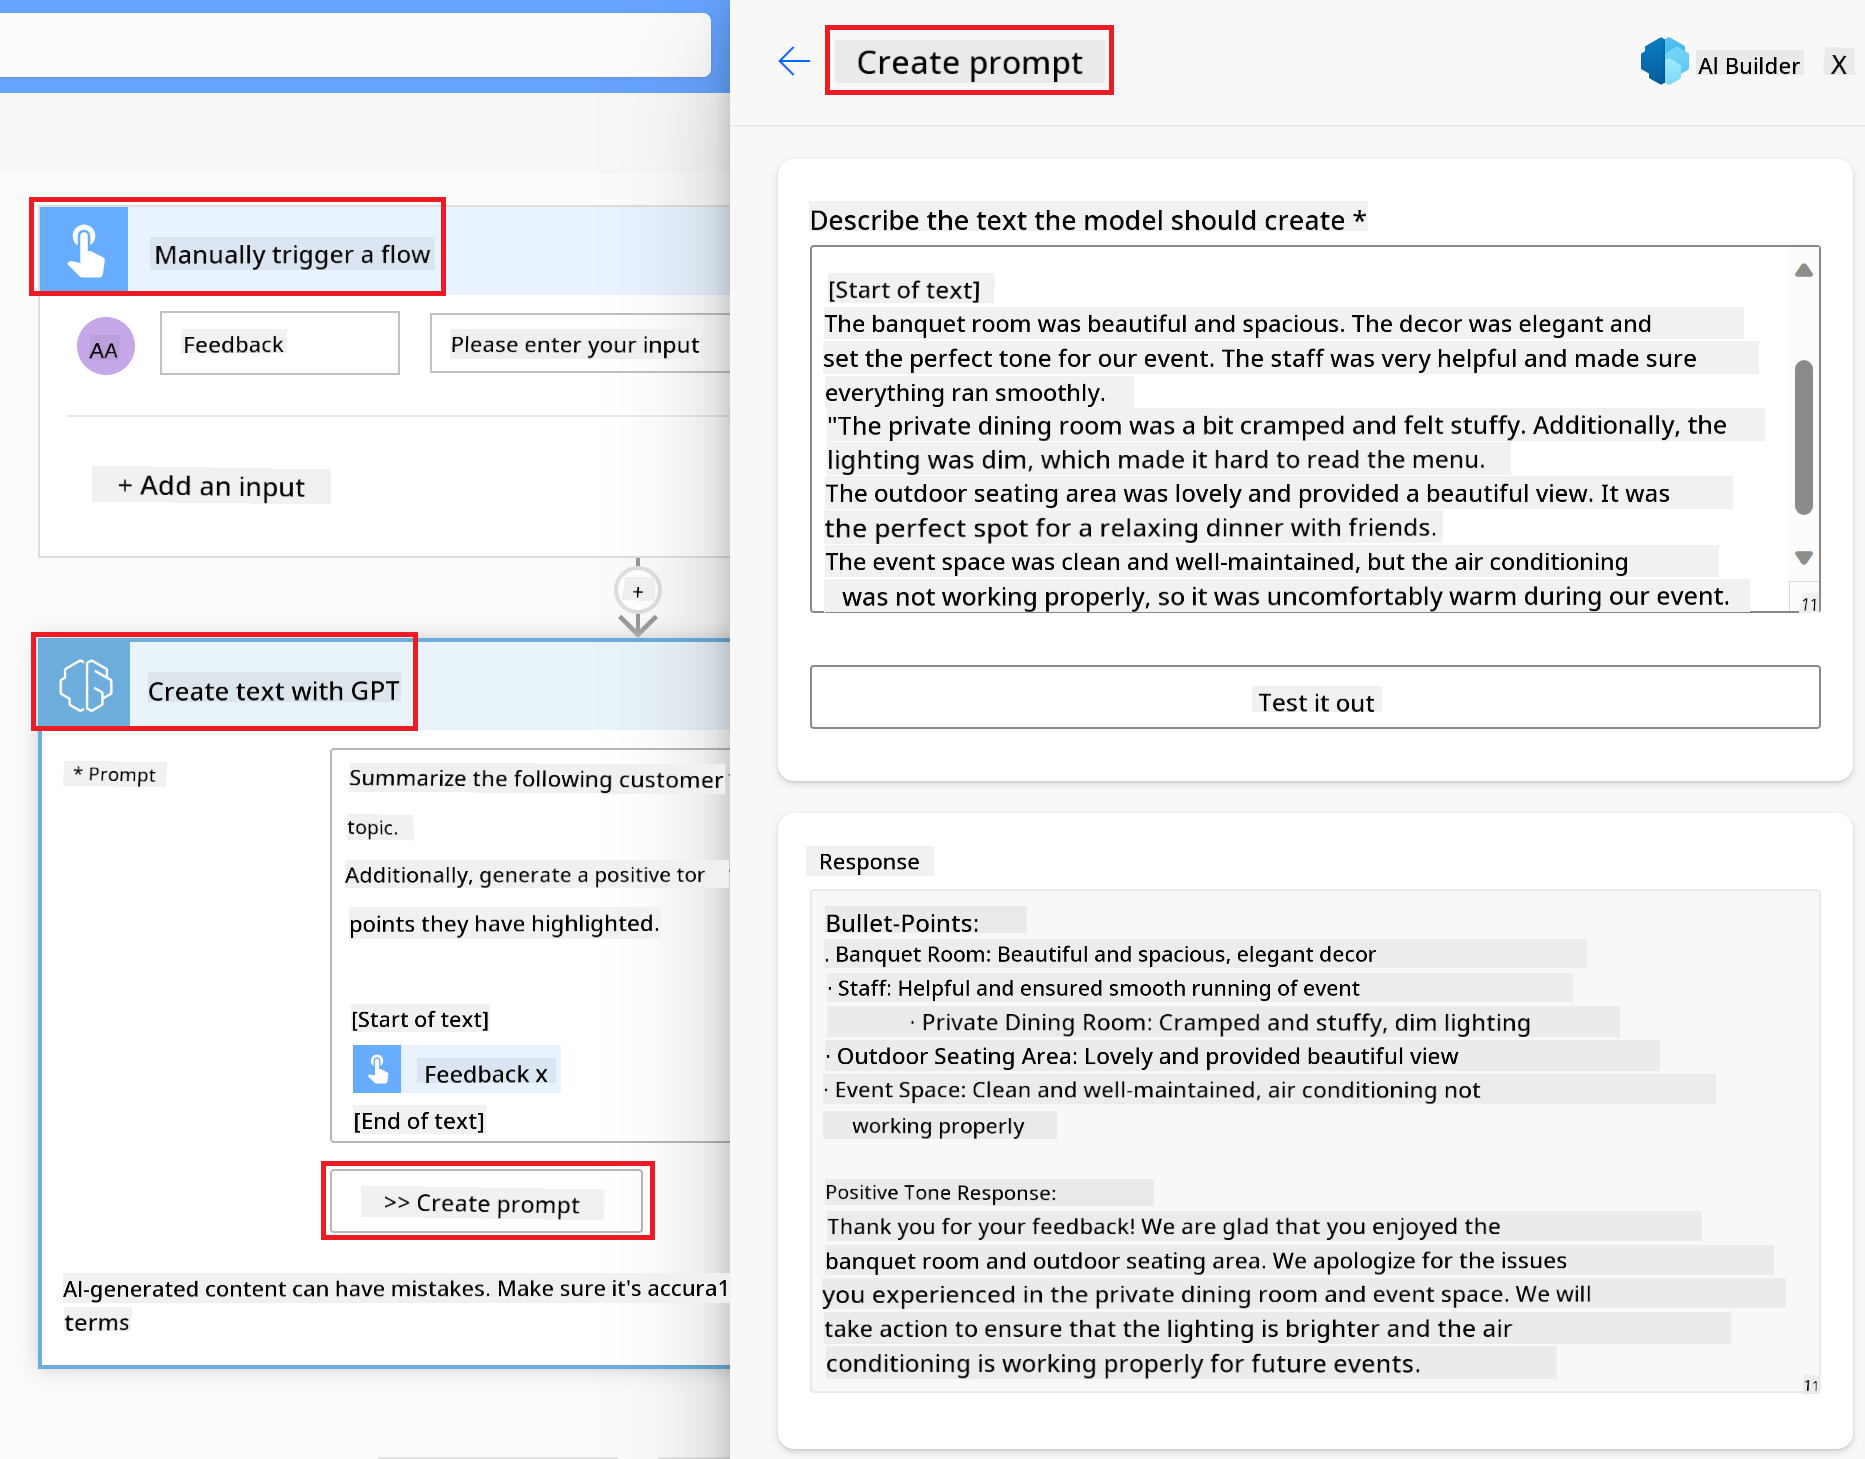 Manually trigger a flow
AA
Feedback
Please enter your input
+ Add an input
+
Create text with GPT
* Prompt
Summarize the following customer
topic.
Additionally, generate a positive tor
points they have highlighted.
[Start of text]
Feedback x
[End of text]
>> Create prompt
AI-generated content can have mistakes. Make sure it's accura1
terms
Create prompt
AI Builder
X
Describe the text the model should create *
[Start of text]
The banquet room was beautiful and spacious. The decor was elegant and
set the perfect tone for our event. The staff was very helpful and made sure
everything ran smoothly.
"The private dining room was a bit cramped and felt stuffy. Additionally, the
lighting was dim, which made it hard to read the menu.
The outdoor seating area was lovely and provided a beautiful view. It was
the perfect spot for a relaxing dinner with friends.
The event space was clean and well-maintained, but the air conditioning
was not working properly, so it was uncomfortably warm during our event.
11
Test it out
Response
Bullet-Points:
. Banquet Room: Beautiful and spacious, elegant decor
· Staff: Helpful and ensured smooth running of event
· Private Dining Room: Cramped and stuffy, dim lighting
· Outdoor Seating Area: Lovely and provided beautiful view
· Event Space: Clean and well-maintained, air conditioning not
working properly
Positive Tone Response:
Thank you for your feedback! We are glad that you enjoyed the
banquet room and outdoor seating area. We apologize for the issues
you experienced in the private dining room and event space. We will
take action to ensure that the lighting is brighter and the air
conditioning is working properly for future events.
11